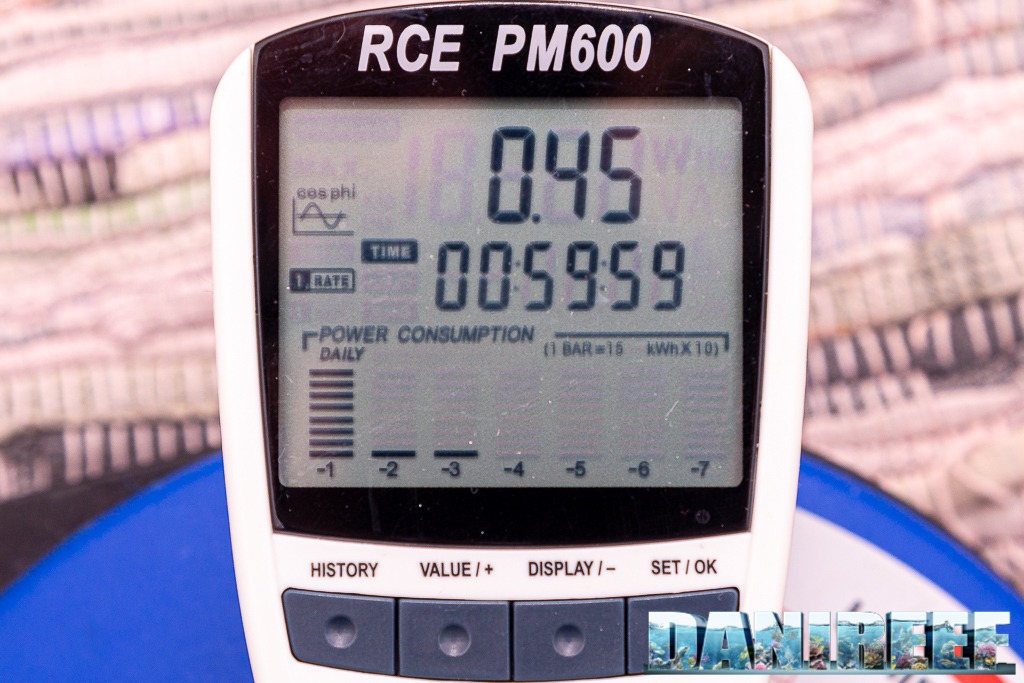 RCE PM600
0.45
cos phi
TIME
00:59:59
1 RATE
POWER CONSUMPTION
DAILY
(1 BAR=15 kWh X 10)
-1 -2 -3 -4 -5 -6 -7
HISTORY VALUE / + DISPLAY / – SET / OK
DANIREEF